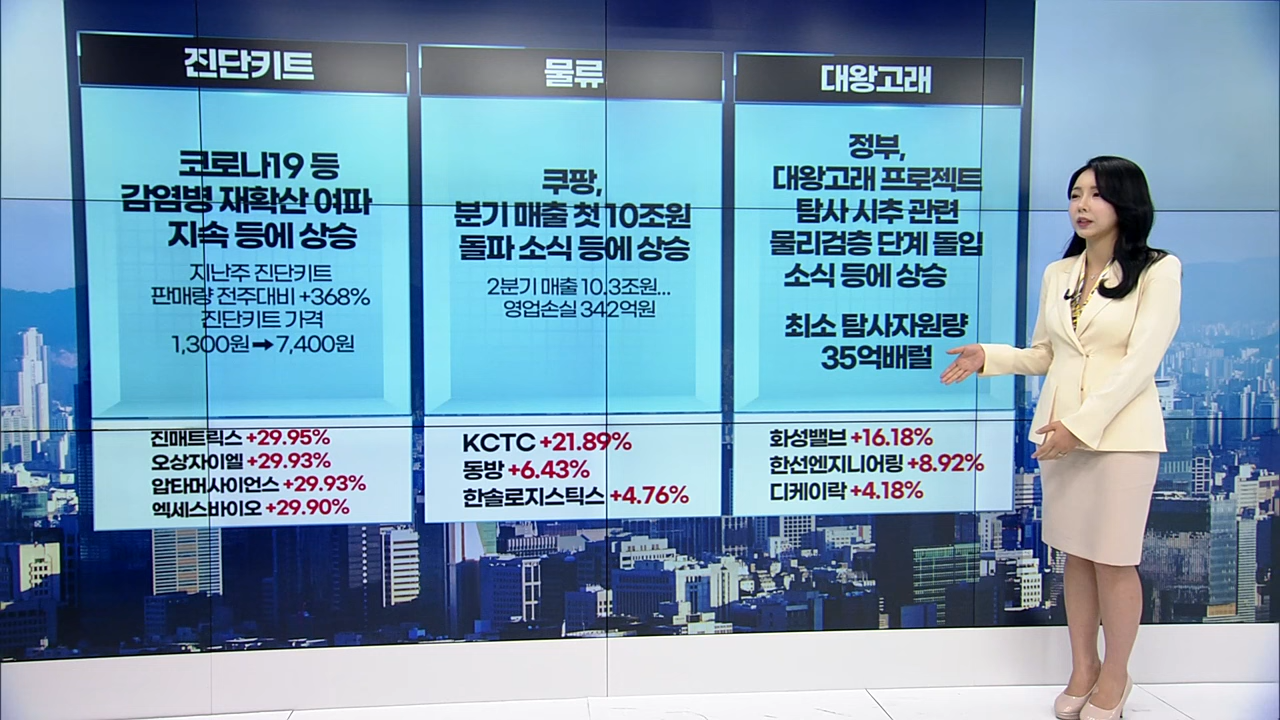 진단키트
코로나19 등
감염병 재확산 여파
지속 등에 상승
지난주 진단키트
판매량 전주대비 +368%
진단키트 가격
1,300원➡7,400원
진매트릭스 +29.95%
오상자이엘 +29.93%
압타머사이언스 +29.93%
엑세스바이오 +29.90%
물류
쿠팡,
분기 매출 첫 10조원
돌파 소식 등에 상승
2분기 매출 10.3조원...
영업손실 342억원
KCTC +21.89%
동방 +6.43%
한솔로지스틱스 +4.76%
대왕고래
정부,
대왕고래 프로젝트
탐사 시추 관련
물리검층 단계 돌입
소식 등에 상승
최소 탐사자원량
35억배럴
화성밸브 +16.18%
한선엔지니어링 +8.92%
디케이락 +4.18%